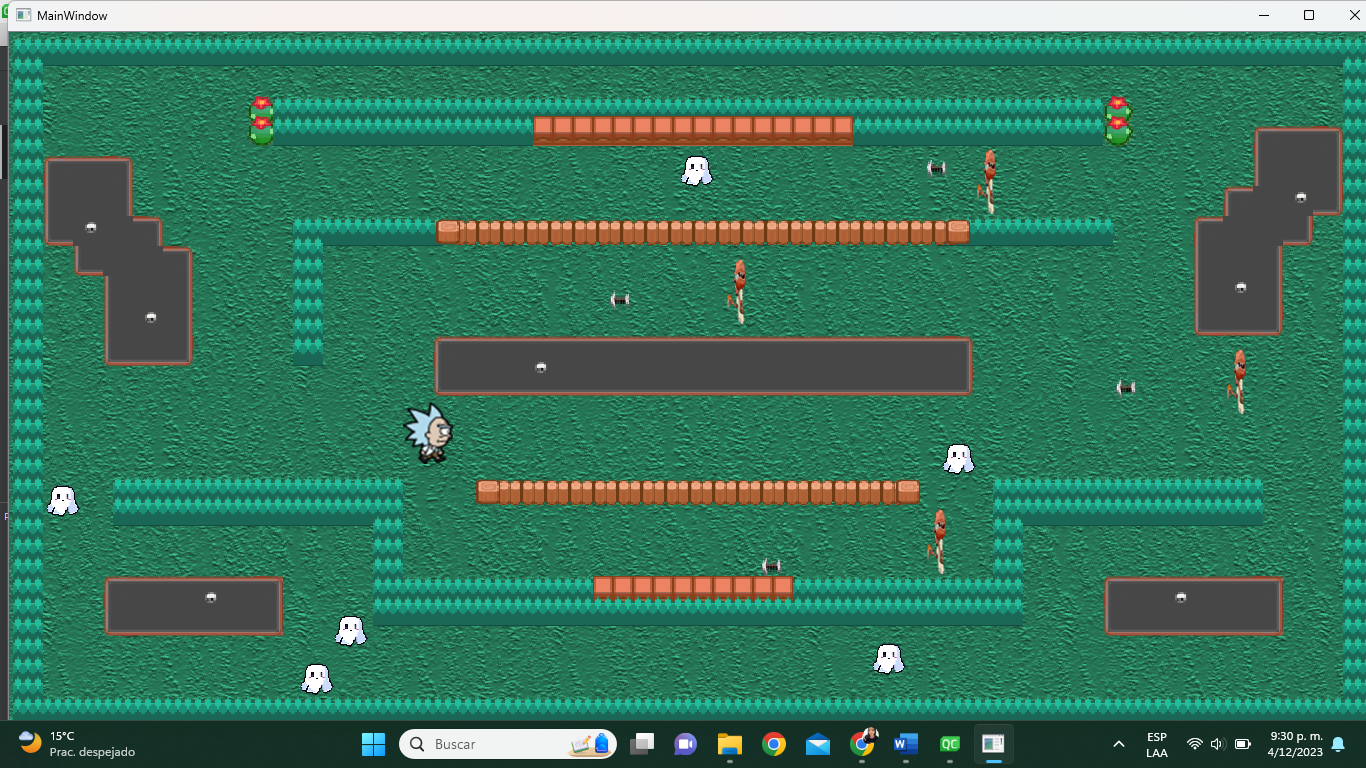 MainWindow
15°C
Prac. despejado
Buscar
ESP
LAA
9:30 p. m.
4/12/2023